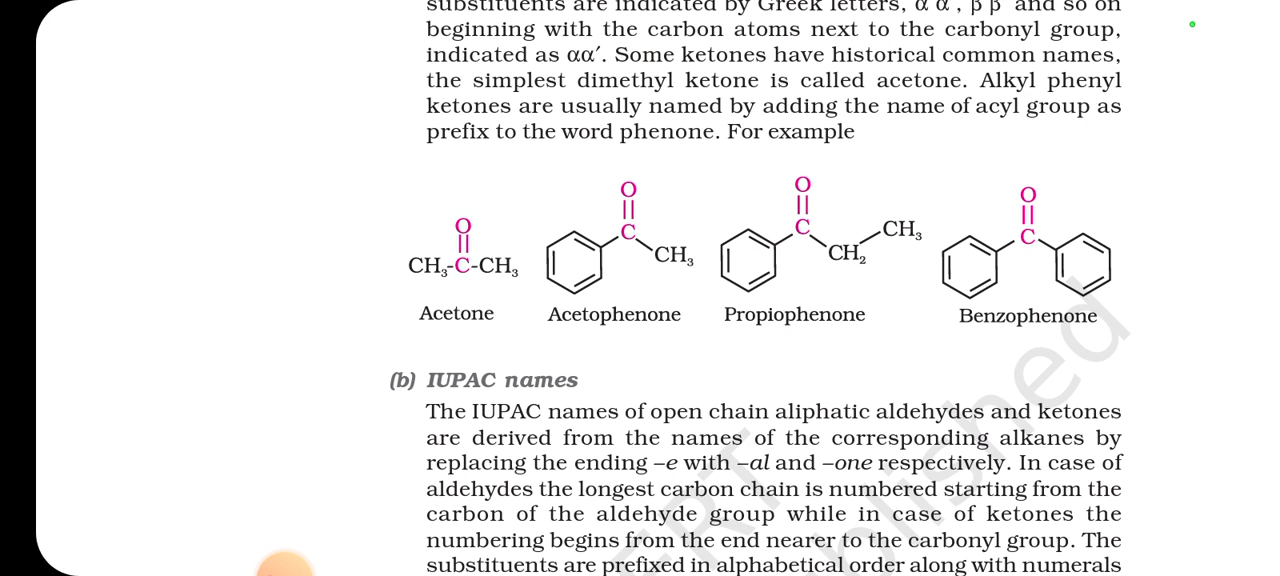 substituents are indicated by Greek letters, α α′, β β′ and so on
beginning with the carbon atoms next to the carbonyl group,
indicated as αα′. Some ketones have historical common names,
the simplest dimethyl ketone is called acetone. Alkyl phenyl
ketones are usually named by adding the name of acyl group as
prefix to the word phenone. For example
O
C
CH₃-C-CH₃
O
C
CH₃
O
C
CH₂
CH₃
O
C
Acetone
Acetophenone
Propiophenone
Benzophenone
(b) IUPAC names
The IUPAC names of open chain aliphatic aldehydes and ketones
are derived from the names of the corresponding alkanes by
replacing the ending –e with –al and –one respectively. In case of
aldehydes the longest carbon chain is numbered starting from the
carbon of the aldehyde group while in case of ketones the
numbering begins from the end nearer to the carbonyl group. The
substituents are prefixed in alphabetical order along with numerals